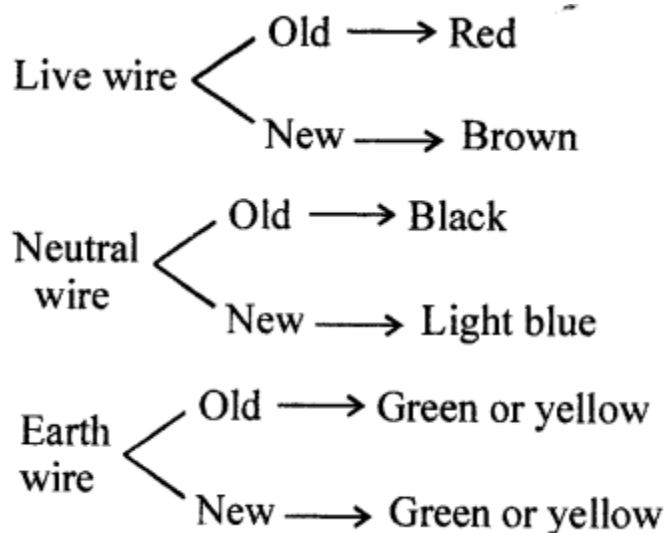 Live wire
Old → Red
New → Brown
Neutral
wire
Old → Black
New → Light blue
Earth
wire
Old → Green or yellow
New → Green or yellow